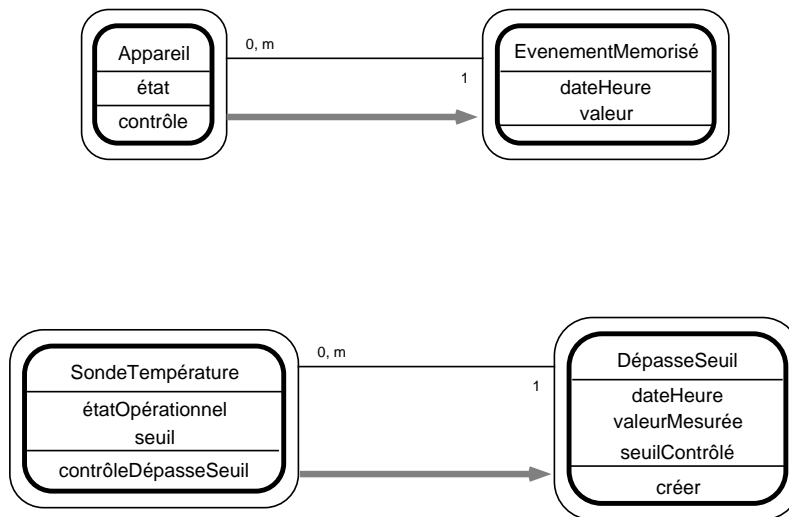 Appareil
état
contrôle
0, m
1
EvenementMemorisé
dateHeure
valeur
SondeTempérature
étatOpérationnel
seuil
contrôleDépasseSeuil
0, m
1
DépasseSeuil
dateHeure
valeurMesurée
seuilContrôlé
créer